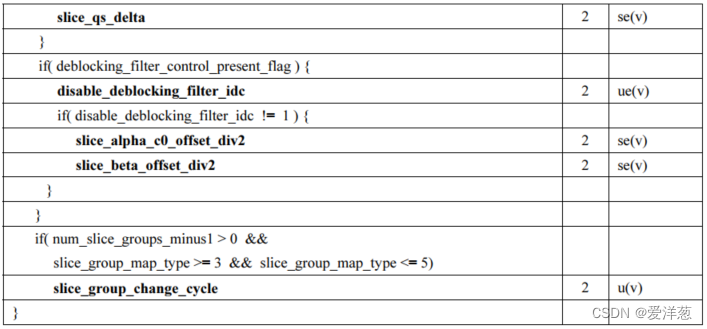 slice_qs_delta 2 se(v)
}
if( deblocking_filter_control_present_flag ) {
disable_deblocking_filter_idc 2 ue(v)
if( disable_deblocking_filter_idc != 1 ) {
slice_alpha_c0_offset_div2 2 se(v)
slice_beta_offset_div2 2 se(v)
}
}
if( num_slice_groups_minus1 > 0 &&
slice_group_map_type >= 3 && slice_group_map_type <= 5)
slice_group_change_cycle 2 u(v)
}
CSDN @爱洋葱